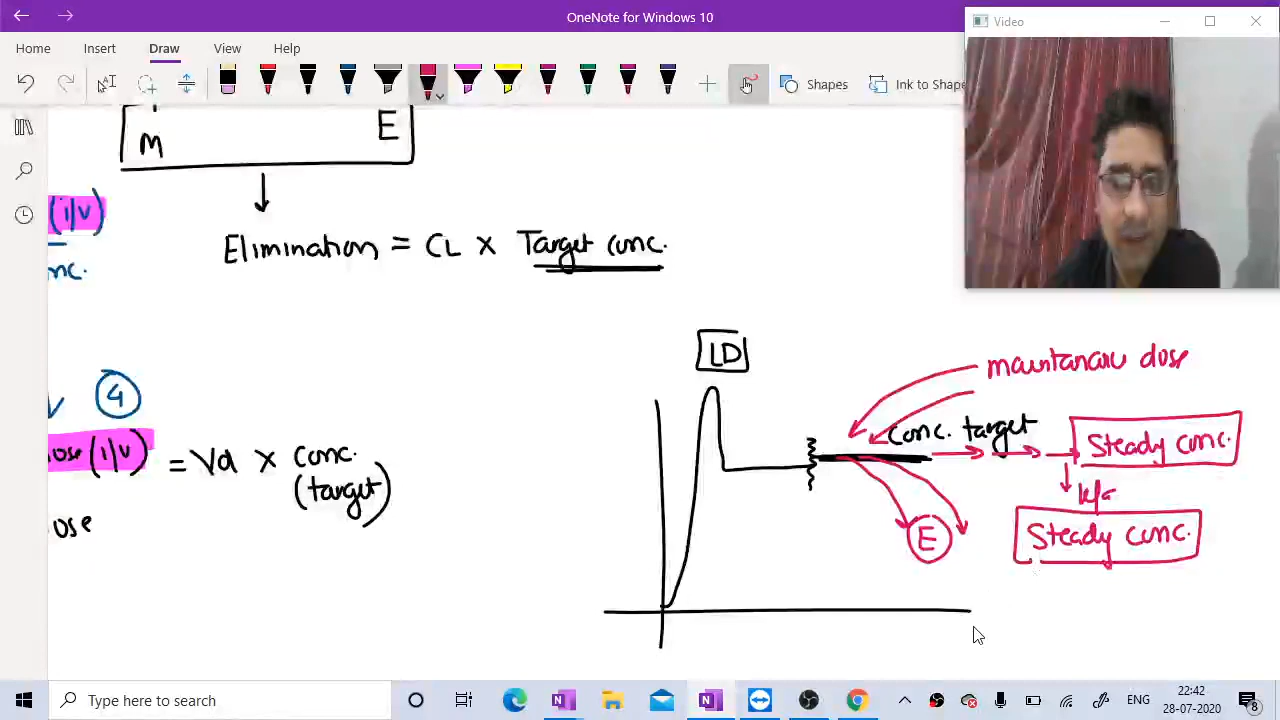 OneNote for Windows 10
Video
Home Insert Draw View Help
Shapes
Ink to Shape
M
E
(i/v)
nc.
Elimination = CL × Target conc.
LD
maintanance dose
4
conc. target
Steady conc.
ose (i/v) = Vd × conc.
(target)
k/a
ose
E
Steady conc.
Type here to search
ENG
22:42
28-07-2020
8